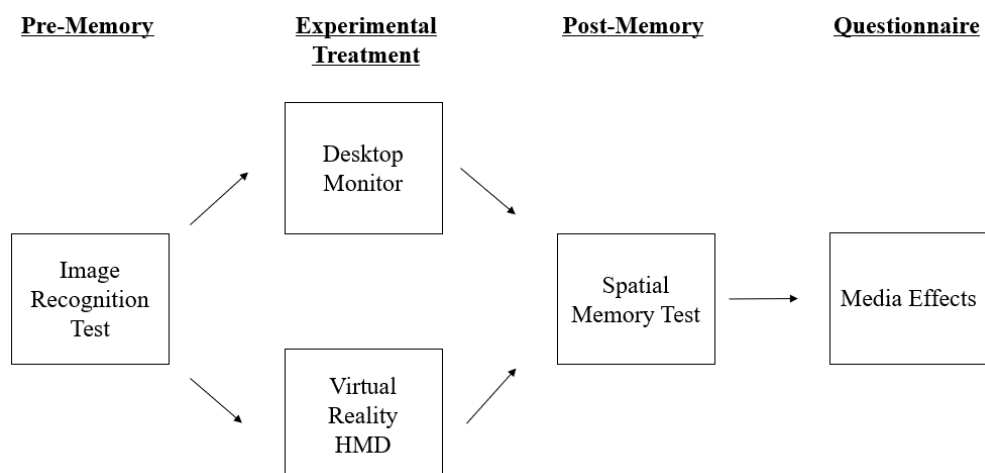 Pre-Memory
Experimental
Treatment
Post-Memory
Questionnaire
Desktop
Monitor
Image
Recognition
Test
Spatial
Memory Test
Media Effects
Virtual
Reality
HMD